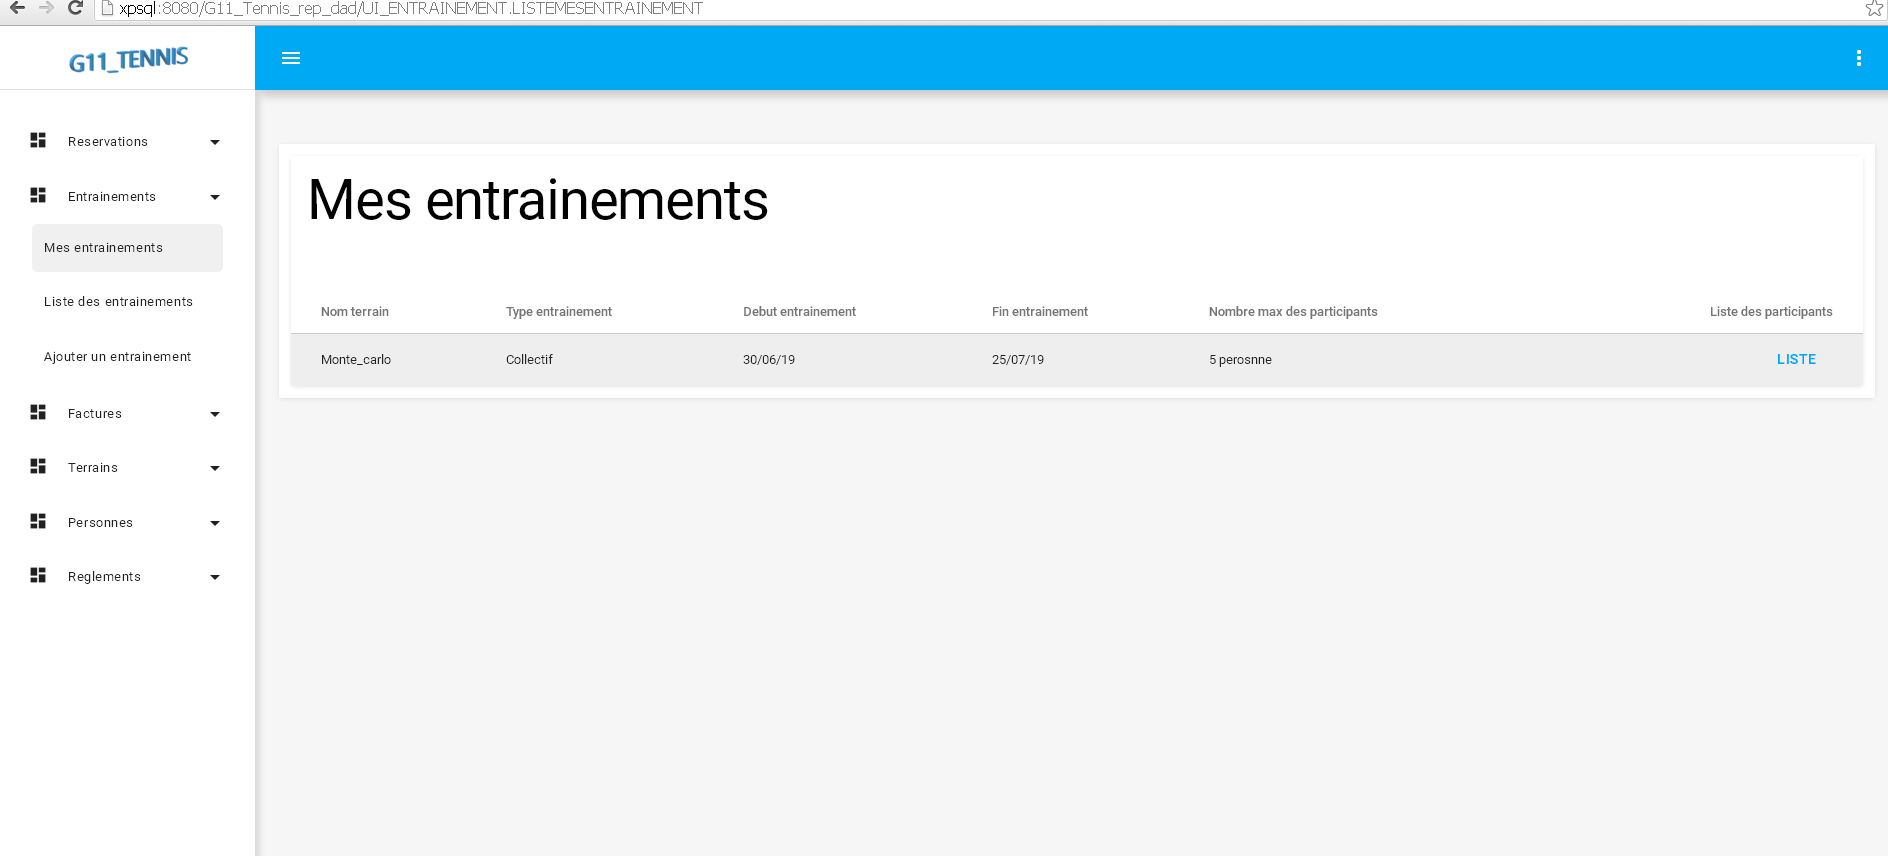 xpsql:8080/G11_Tennis_rep_dad/UI_ENTRAINEMENT.LISTEMESENTRAINEMENT
G11_TENNIS
Reservations
Entrainements
Mes entrainements
Liste des entrainements
Ajouter un entrainement
Factures
Terrains
Personnes
Reglements
Mes entrainements
Nom terrain Type entrainement Debut entrainement Fin entrainement Nombre max des participants Liste des participants
Monte_carlo Collectif 30/06/19 25/07/19 5 perosnne LISTE